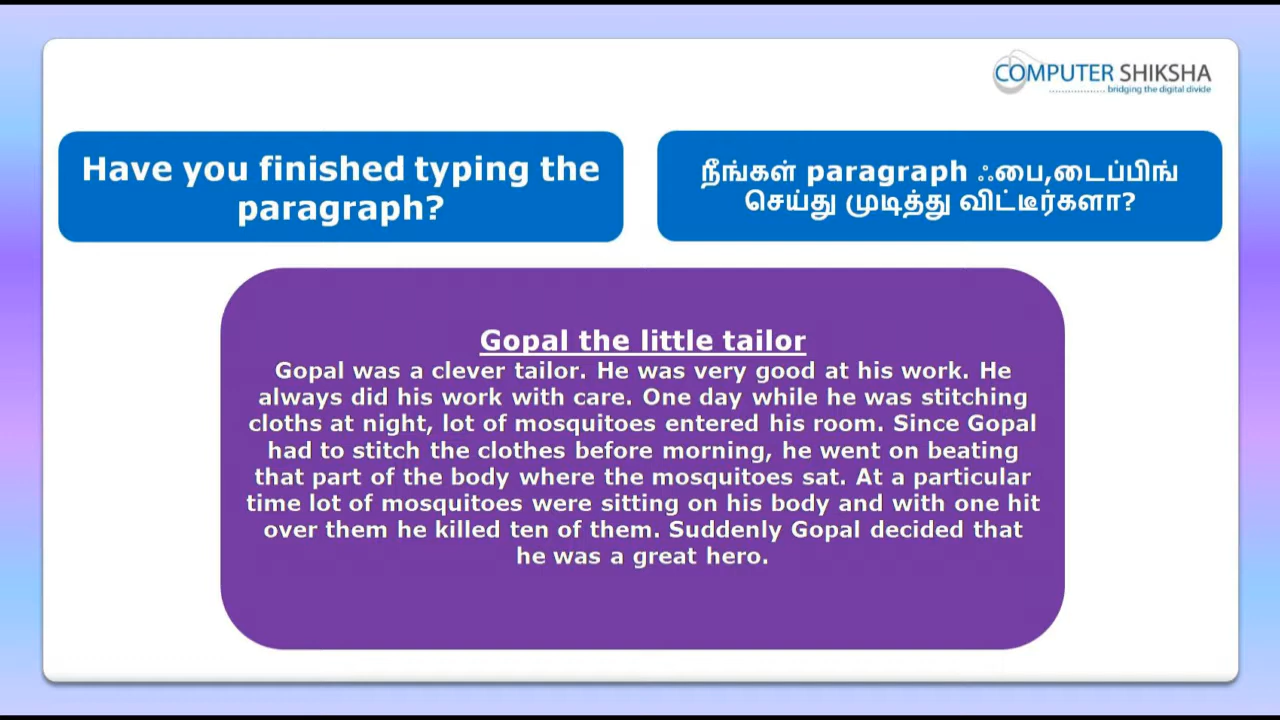 COMPUTER SHIKSHA
bridging the digital divide
Have you finished typing the
paragraph?
நீங்கள் paragraph ஃபை,டைப்பிங்
செய்து முடித்து விட்டீர்களா?
Gopal the little tailor
Gopal was a clever tailor. He was very good at his work. He
always did his work with care. One day while he was stitching
cloths at night, lot of mosquitoes entered his room. Since Gopal
had to stitch the clothes before morning, he went on beating
that part of the body where the mosquitoes sat. At a particular
time lot of mosquitoes were sitting on his body and with one hit
over them he killed ten of them. Suddenly Gopal decided that
he was a great hero.